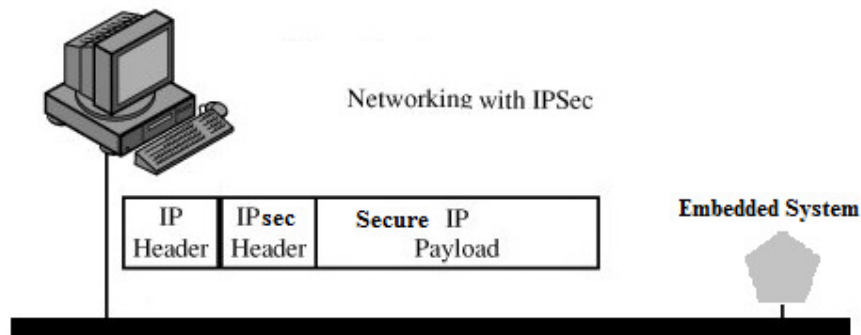 Networking with IPSec
IP
Header
IPsec
Header
Secure IP
Payload
Embedded System